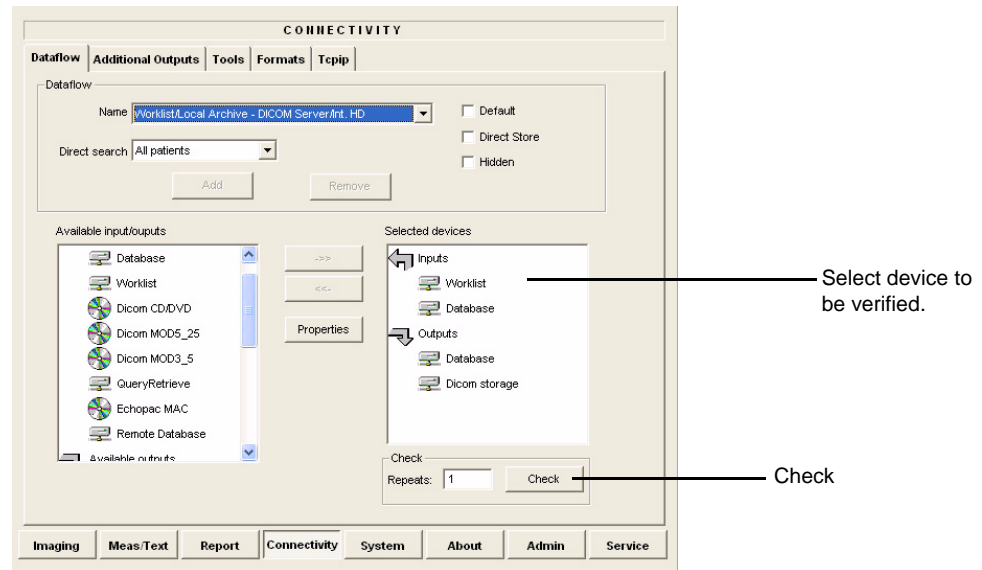 CONNECTIVITY
Dataflow Additional Outputs Tools Formats Tcpip
Dataflow
Name Worklist/Local Archive - DICOM Server/Int. HD
Default
Direct Store
Direct search All patients
Hidden
Add Remove
Available input/ouputs
Selected devices
Database
Worklist
Dicom CD/DVD
Dicom MOD5_25
Dicom MOD3_5
QueryRetrieve
Echopac MAC
Remote Database
Available outputs
->>
<<-
Properties
Inputs
Worklist
Database
Outputs
Database
Dicom storage
Select device to
be verified.
Check
Repeats: 1 Check
Check
Imaging Meas/Text Report Connectivity System About Admin Service